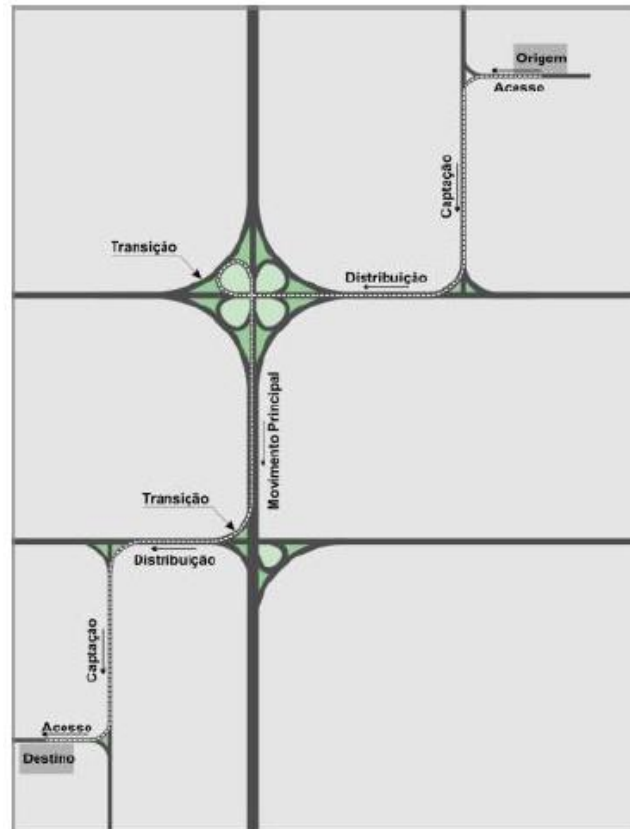 Origem
Acesso
Captação
Transição
Distribuição
Movimento Principal
Transição
Distribuição
Captação
Acesso
Destino